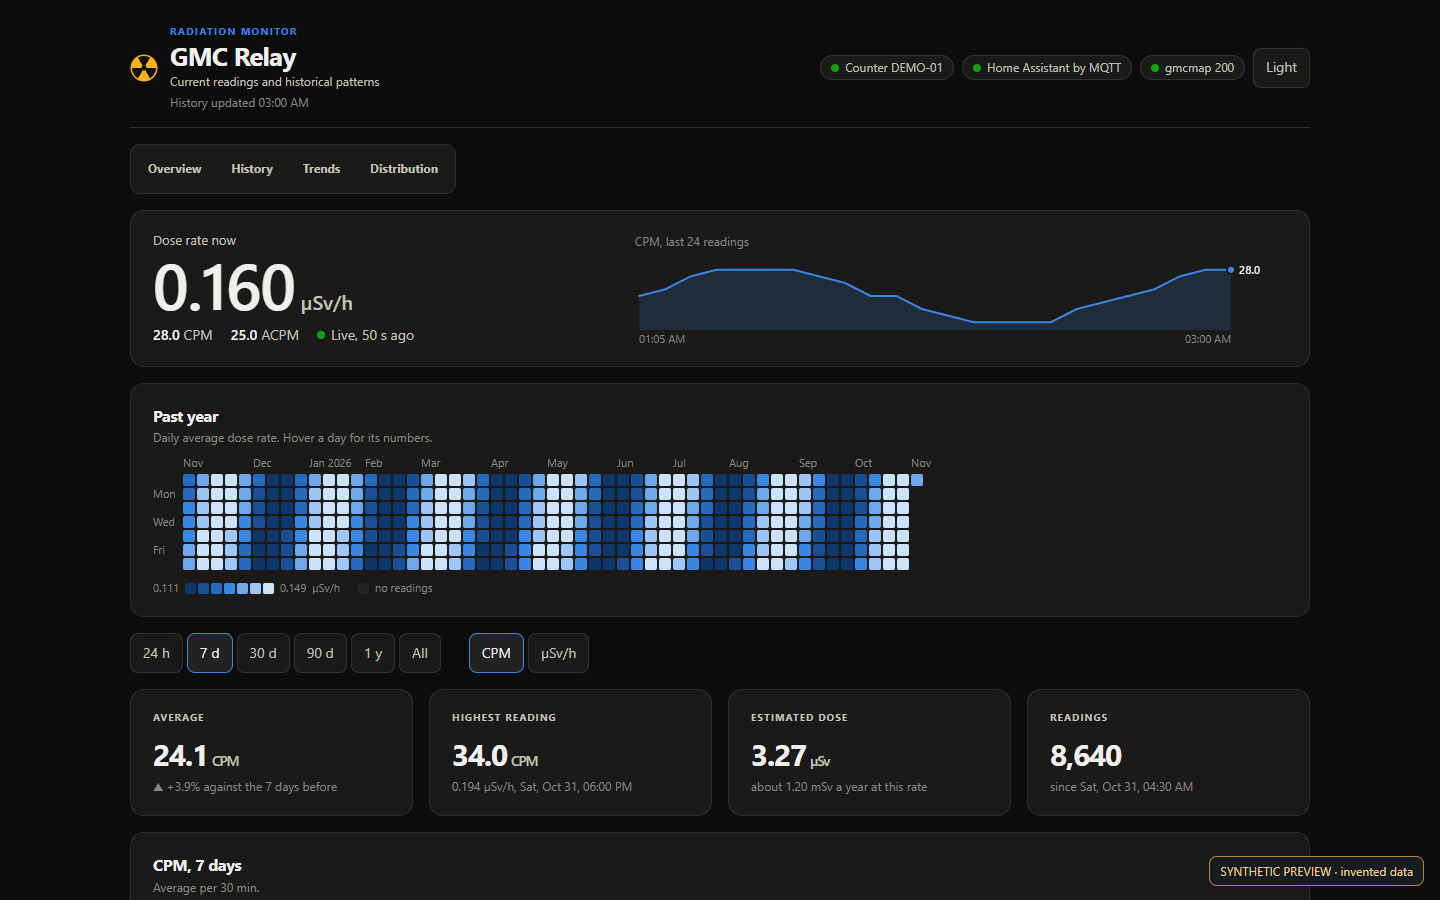 RADIATION MONITOR
GMC Relay
Current readings and historical patterns
History updated 03:00 AM
Counter DEMO-01
Home Assistant by MQTT
gmcmap 200
Light
Overview
History
Trends
Distribution
Dose rate now
0.160 µSv/h
28.0 CPM
25.0 ACPM
Live, 50 s ago
CPM, last 24 readings
28.0
01:05 AM
03:00 AM
Past year
Daily average dose rate. Hover a day for its numbers.
Nov Dec Jan 2026 Feb Mar Apr May Jun Jul Aug Sep Oct Nov
Mon
Wed
Fri
0.111 0.149 µSv/h no readings
24 h
7 d
30 d
90 d
1 y
All
CPM
µSv/h
AVERAGE
24.1 CPM
▲ +3.9% against the 7 days before
HIGHEST READING
34.0 CPM
0.194 µSv/h, Sat, Oct 31, 06:00 PM
ESTIMATED DOSE
3.27 µSv
about 1.20 mSv a year at this rate
READINGS
8,640
since Sat, Oct 31, 04:30 AM
CPM, 7 days
Average per 30 min.
SYNTHETIC PREVIEW · invented data